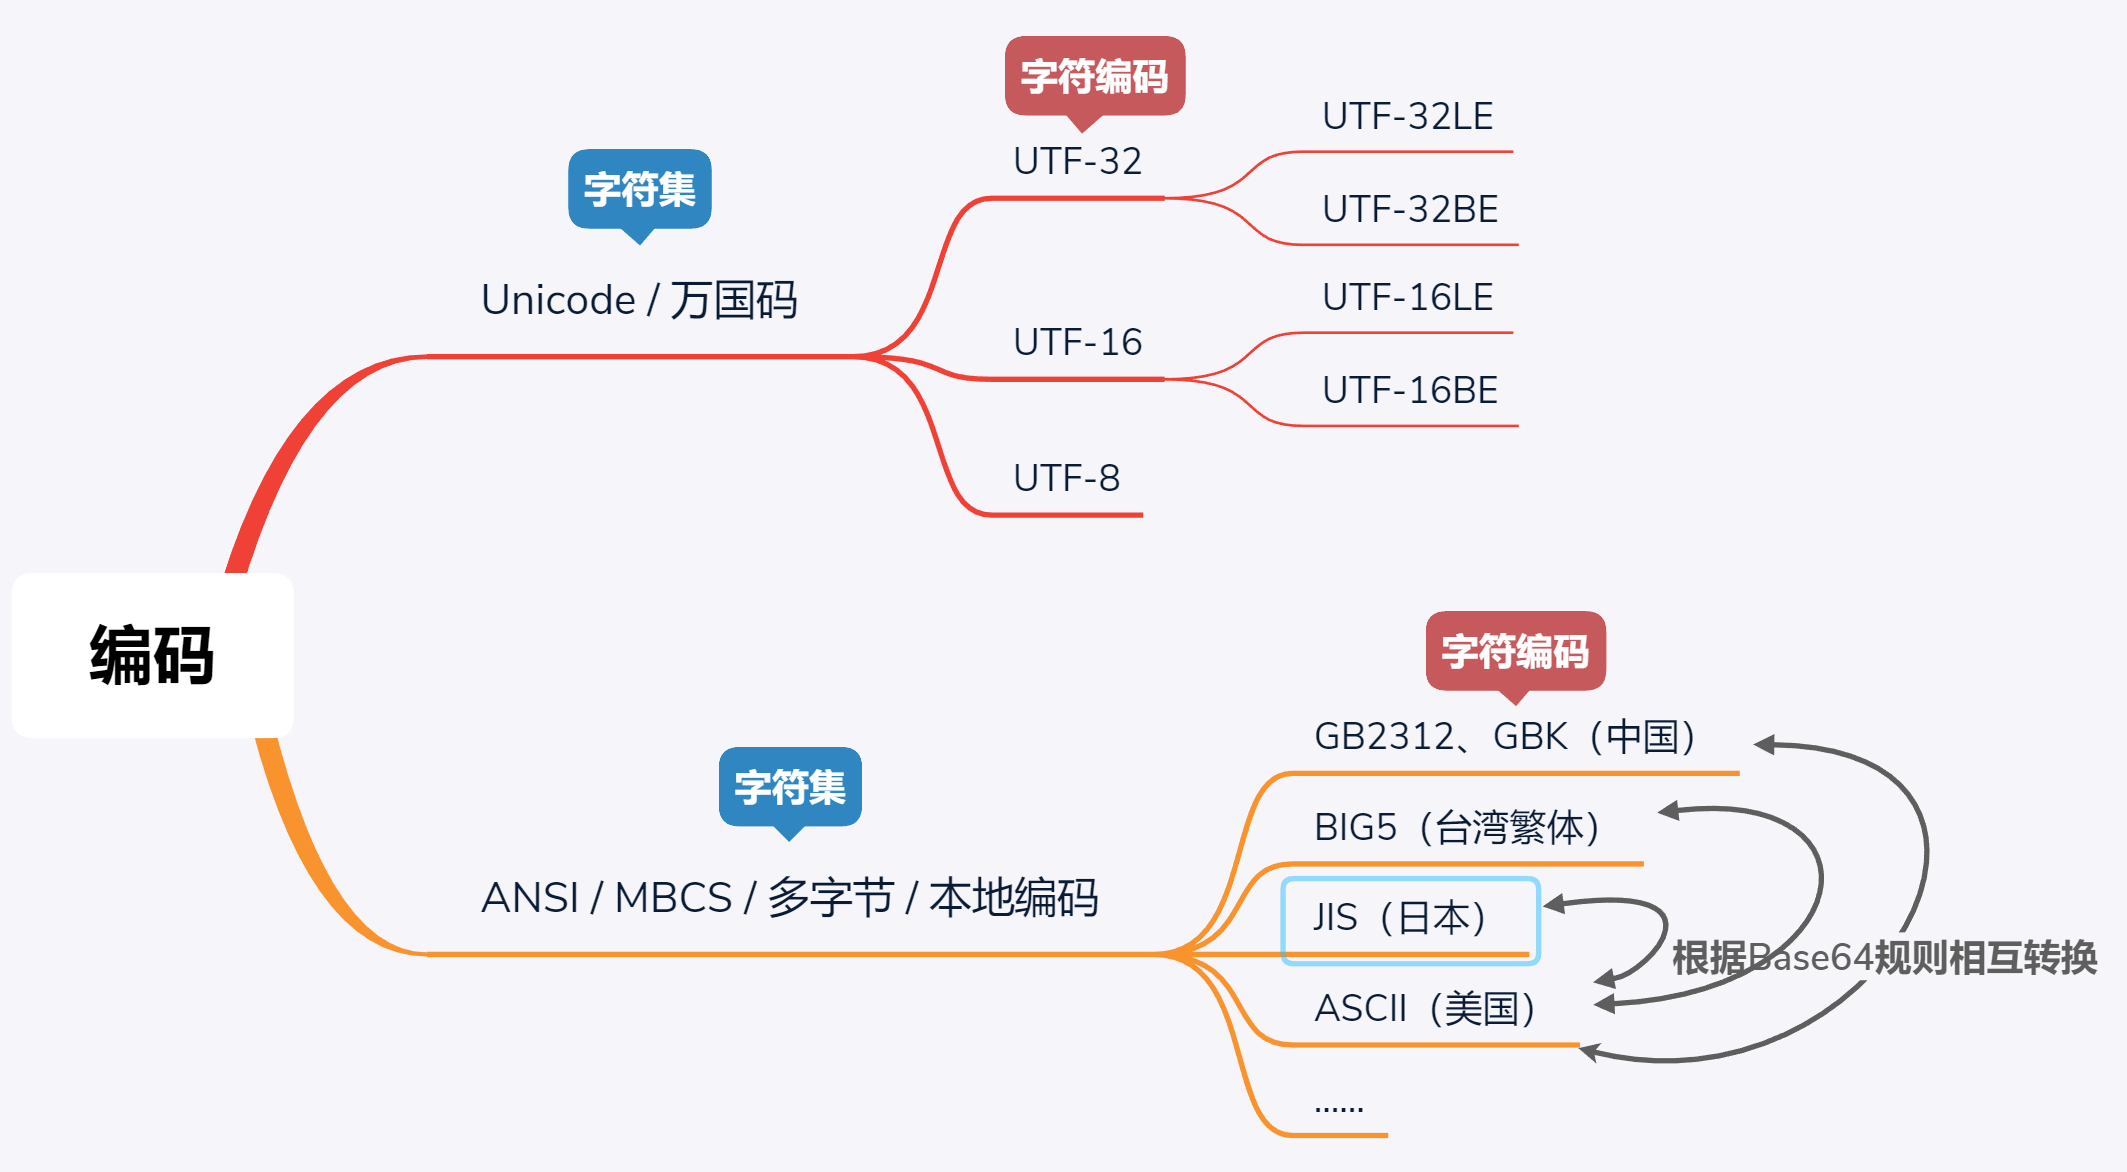 编码
字符集
Unicode / 万国码
字符编码
UTF-32
UTF-32LE
UTF-32BE
UTF-16
UTF-16LE
UTF-16BE
UTF-8
字符集
ANSI / MBCS / 多字节 / 本地编码
字符编码
GB2312、GBK（中国）
BIG5（台湾繁体）
JIS（日本）
ASCII（美国）
……
根据Base64规则相互转换